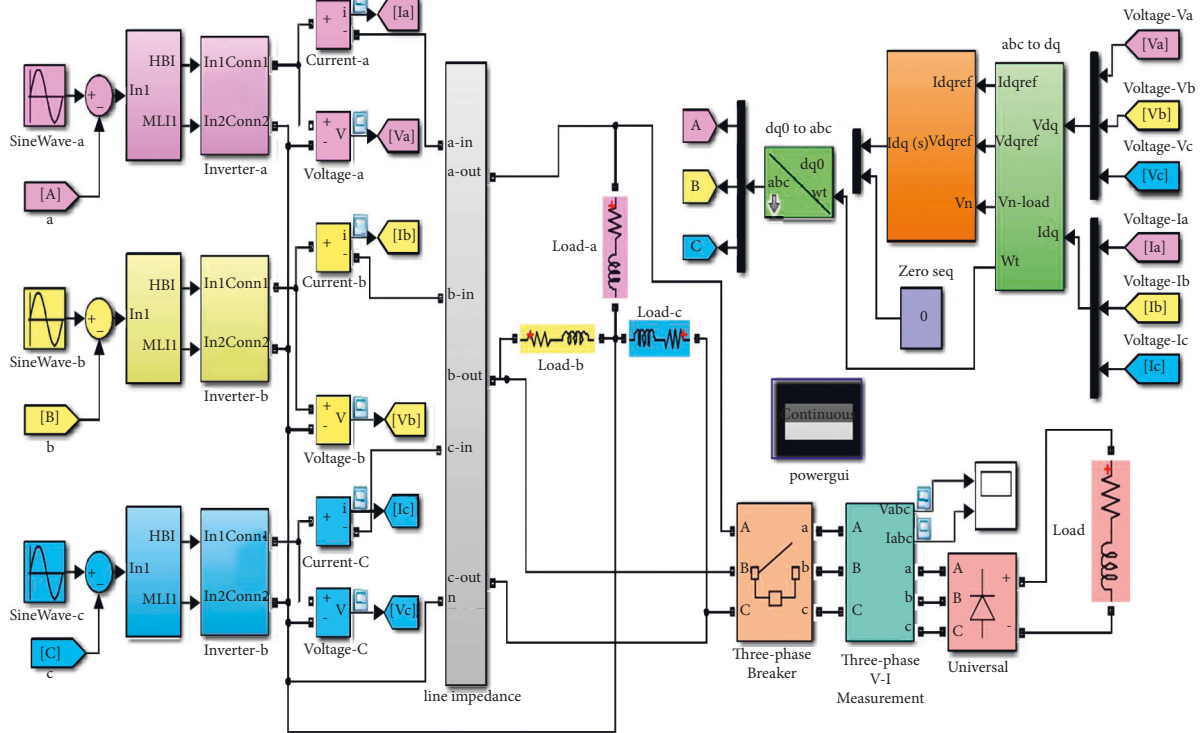 SineWave-a
[A]
a
In1
HBI
MLI1
In1Conn1
In2Conn2
Inverter-a
i
[Ia]
Current-a
V
[Va]
Voltage-a
SineWave-b
[B]
b
In1
HBI
MLI1
In1Conn1
In2Conn2
Inverter-b
i
[Ib]
Current-b
V
[Vb]
Voltage-b
SineWave-c
[C]
c
In1
HBI
MLI1
In1Conn1
In2Conn2
Inverter-b
i
[Ic]
Current-C
V
[Vc]
Voltage-C
a-in
a-out
b-in
b-out
c-in
c-out
n
line impedance
Load-a
Load-b
Load-c
A
B
C
dq0 to abc
dq0
abc
wt
Idqref
Vdqref
Idq (s)
Vn
Zero seq
0
abc to dq
Idqref
Vdq
Vdqref
Vn-load
Idq
Wt
Voltage-Va
[Va]
Voltage-Vb
[Vb]
Voltage-Vc
[Vc]
Voltage-Ia
[Ia]
Voltage-Ib
[Ib]
Voltage-Ic
[Ic]
Continuous
powergui
A
B
C
a
b
c
Three-phase
Breaker
A
B
C
Vabc
Iabc
a
b
c
Three-phase
V-I
Measurement
A
B
C
+
-
Universal
Load